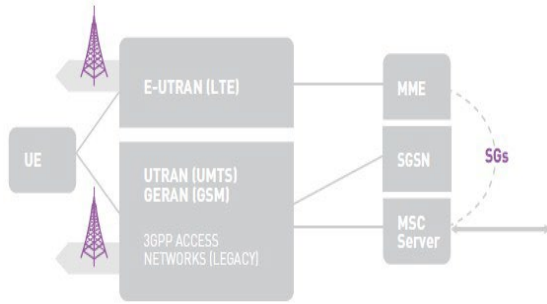 E-UTRAN (LTE)
MME
UE
UTRAN (UMTS)
GERAN (GSM)
SGSN
SGs
3GPP ACCESS
NETWORKS (LEGACY)
MSC
Server